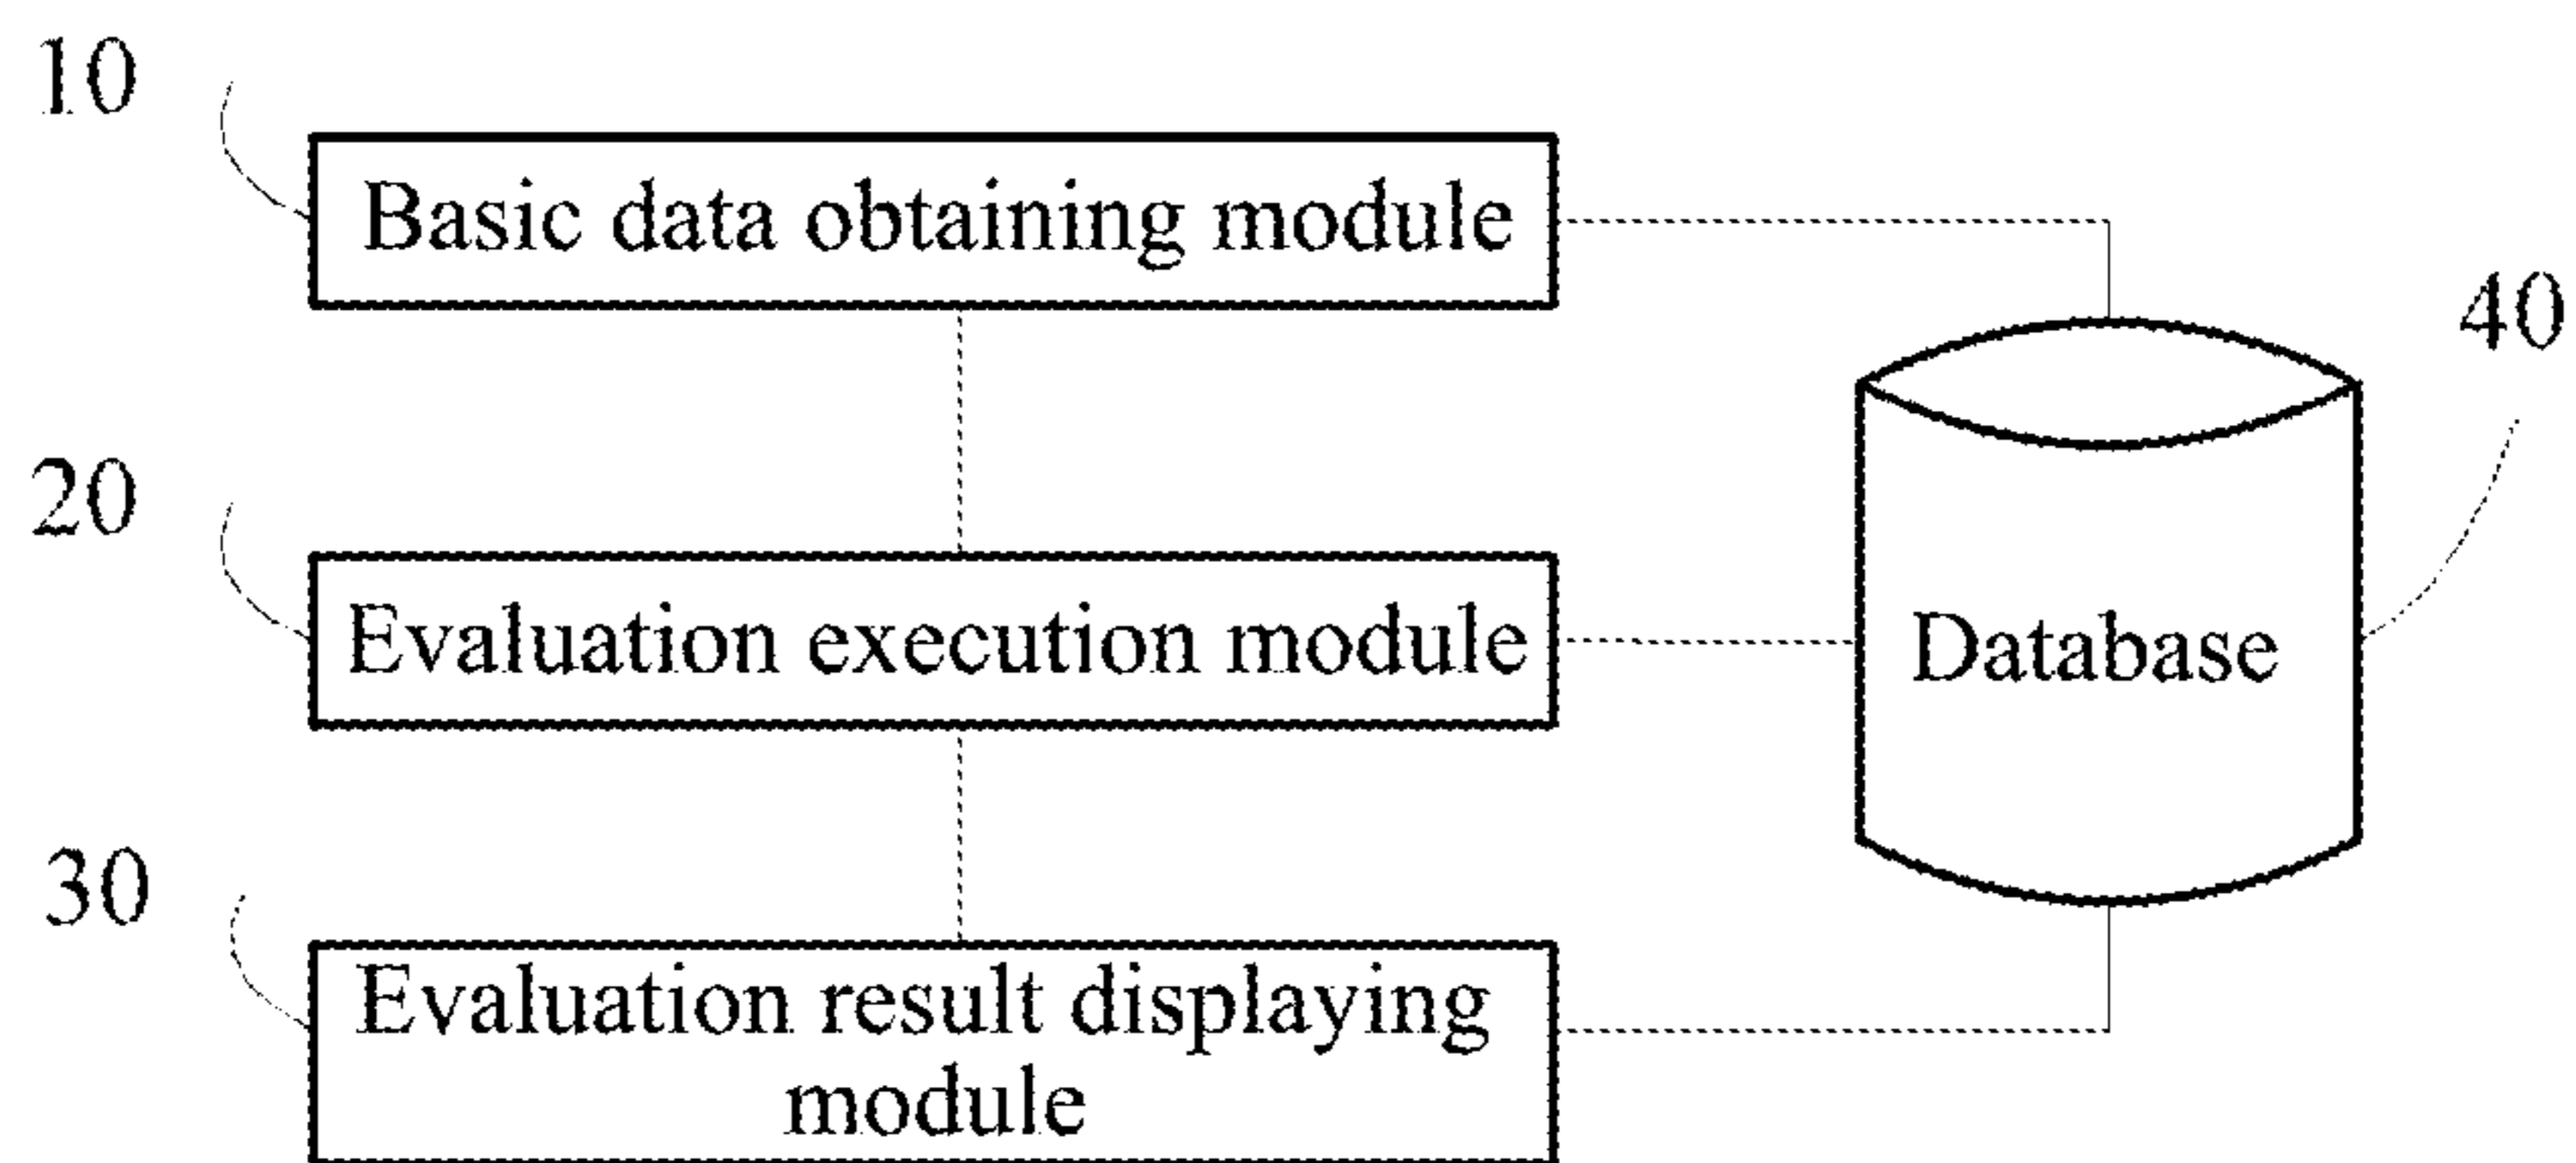 10
Basic data obtaining module
40
20
Evaluation execution module
Database
30
Evaluation result displaying
module